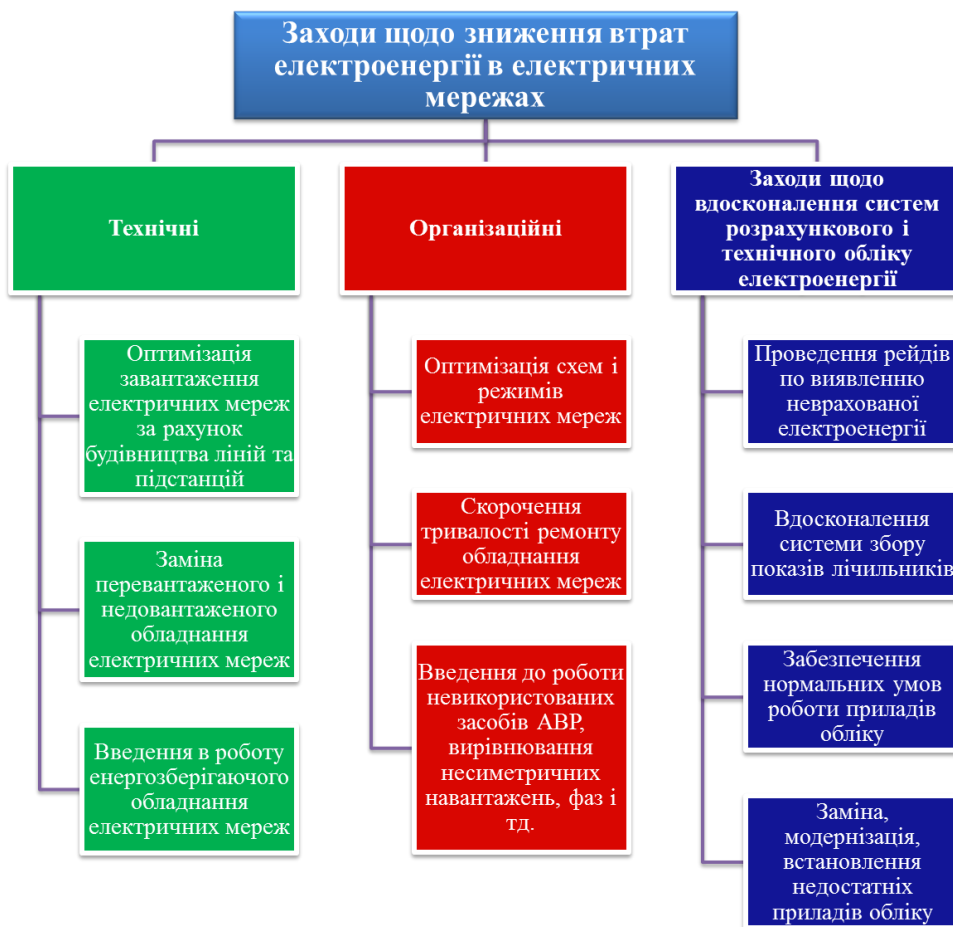 Заходи щодо зниження втрат
електроенергії в електричних
мережах
Технічні
Оптимізація
завантаження
електричних мереж
за рахунок
будівництва ліній та
підстанцій
Заміна
перевантаженого і
недовантаженого
обладнання
електричних мереж
Введення в роботу
енергозберігаючого
обладнання
електричних мереж
Організаційні
Оптимізація схем і
режимів
електричних мереж
Скорочення
тривалості ремонту
обладнання
електричних мереж
Введення до роботи
невикористованих
засобів АВР,
вирівнювання
несиметричних
навантажень, фаз і
тд.
Заходи щодо
вдосконалення систем
розрахункового і
технічного обліку
електроенергії
Проведення рейдів
по виявленню
неврахованої
електроенергії
Вдосконалення
системи збору
показів лічильників
Забезпечення
нормальних умов
роботи приладів
обліку
Заміна,
модернізація,
встановлення
недостатніх
приладів обліку